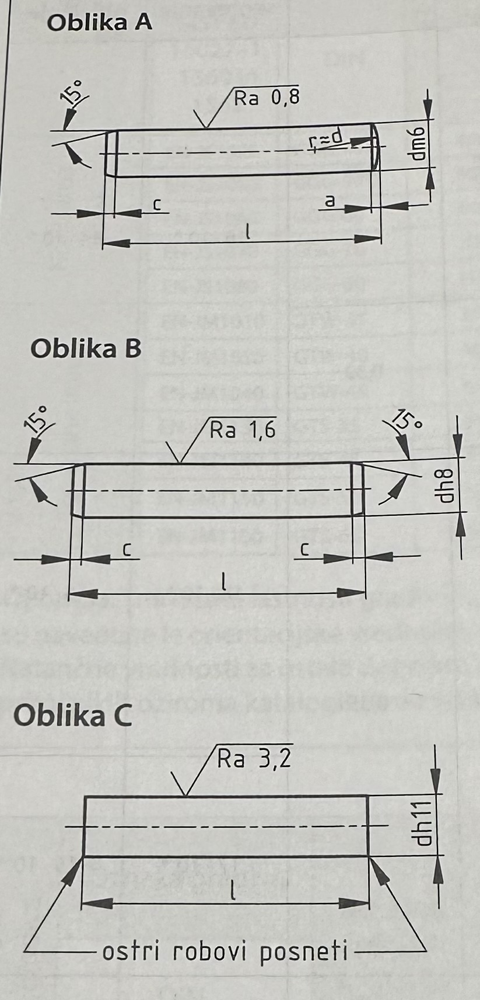 Oblika A
15°
Ra 0,8
r₁≈d
dm6
c
a
l
Oblika B
15°
Ra 1,6
15°
dh8
c
c
l
Oblika C
Ra 3,2
dh11
l
ostri robovi posneti